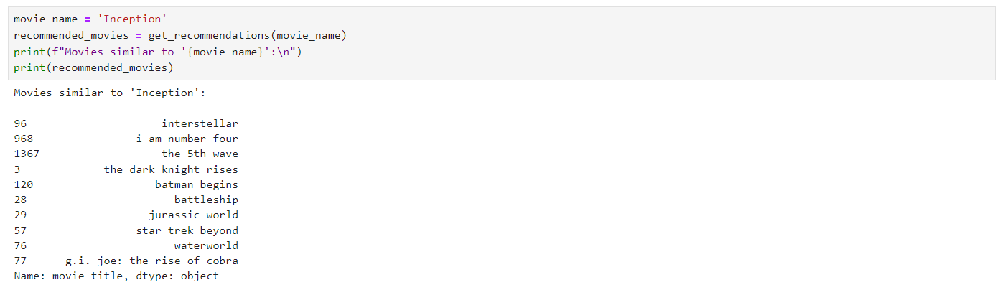 movie_name = 'Inception'
recommended_movies = get_recommendations(movie_name)
print(f"Movies similar to '{movie_name}':\n")
print(recommended_movies)
Movies similar to 'Inception':
96                     interstellar
968                i am number four
1367                   the 5th wave
3             the dark knight rises
120                   batman begins
28                       battleship
29                   jurassic world
57                 star trek beyond
76                       waterworld
77      g.i. joe: the rise of cobra
Name: movie_title, dtype: object